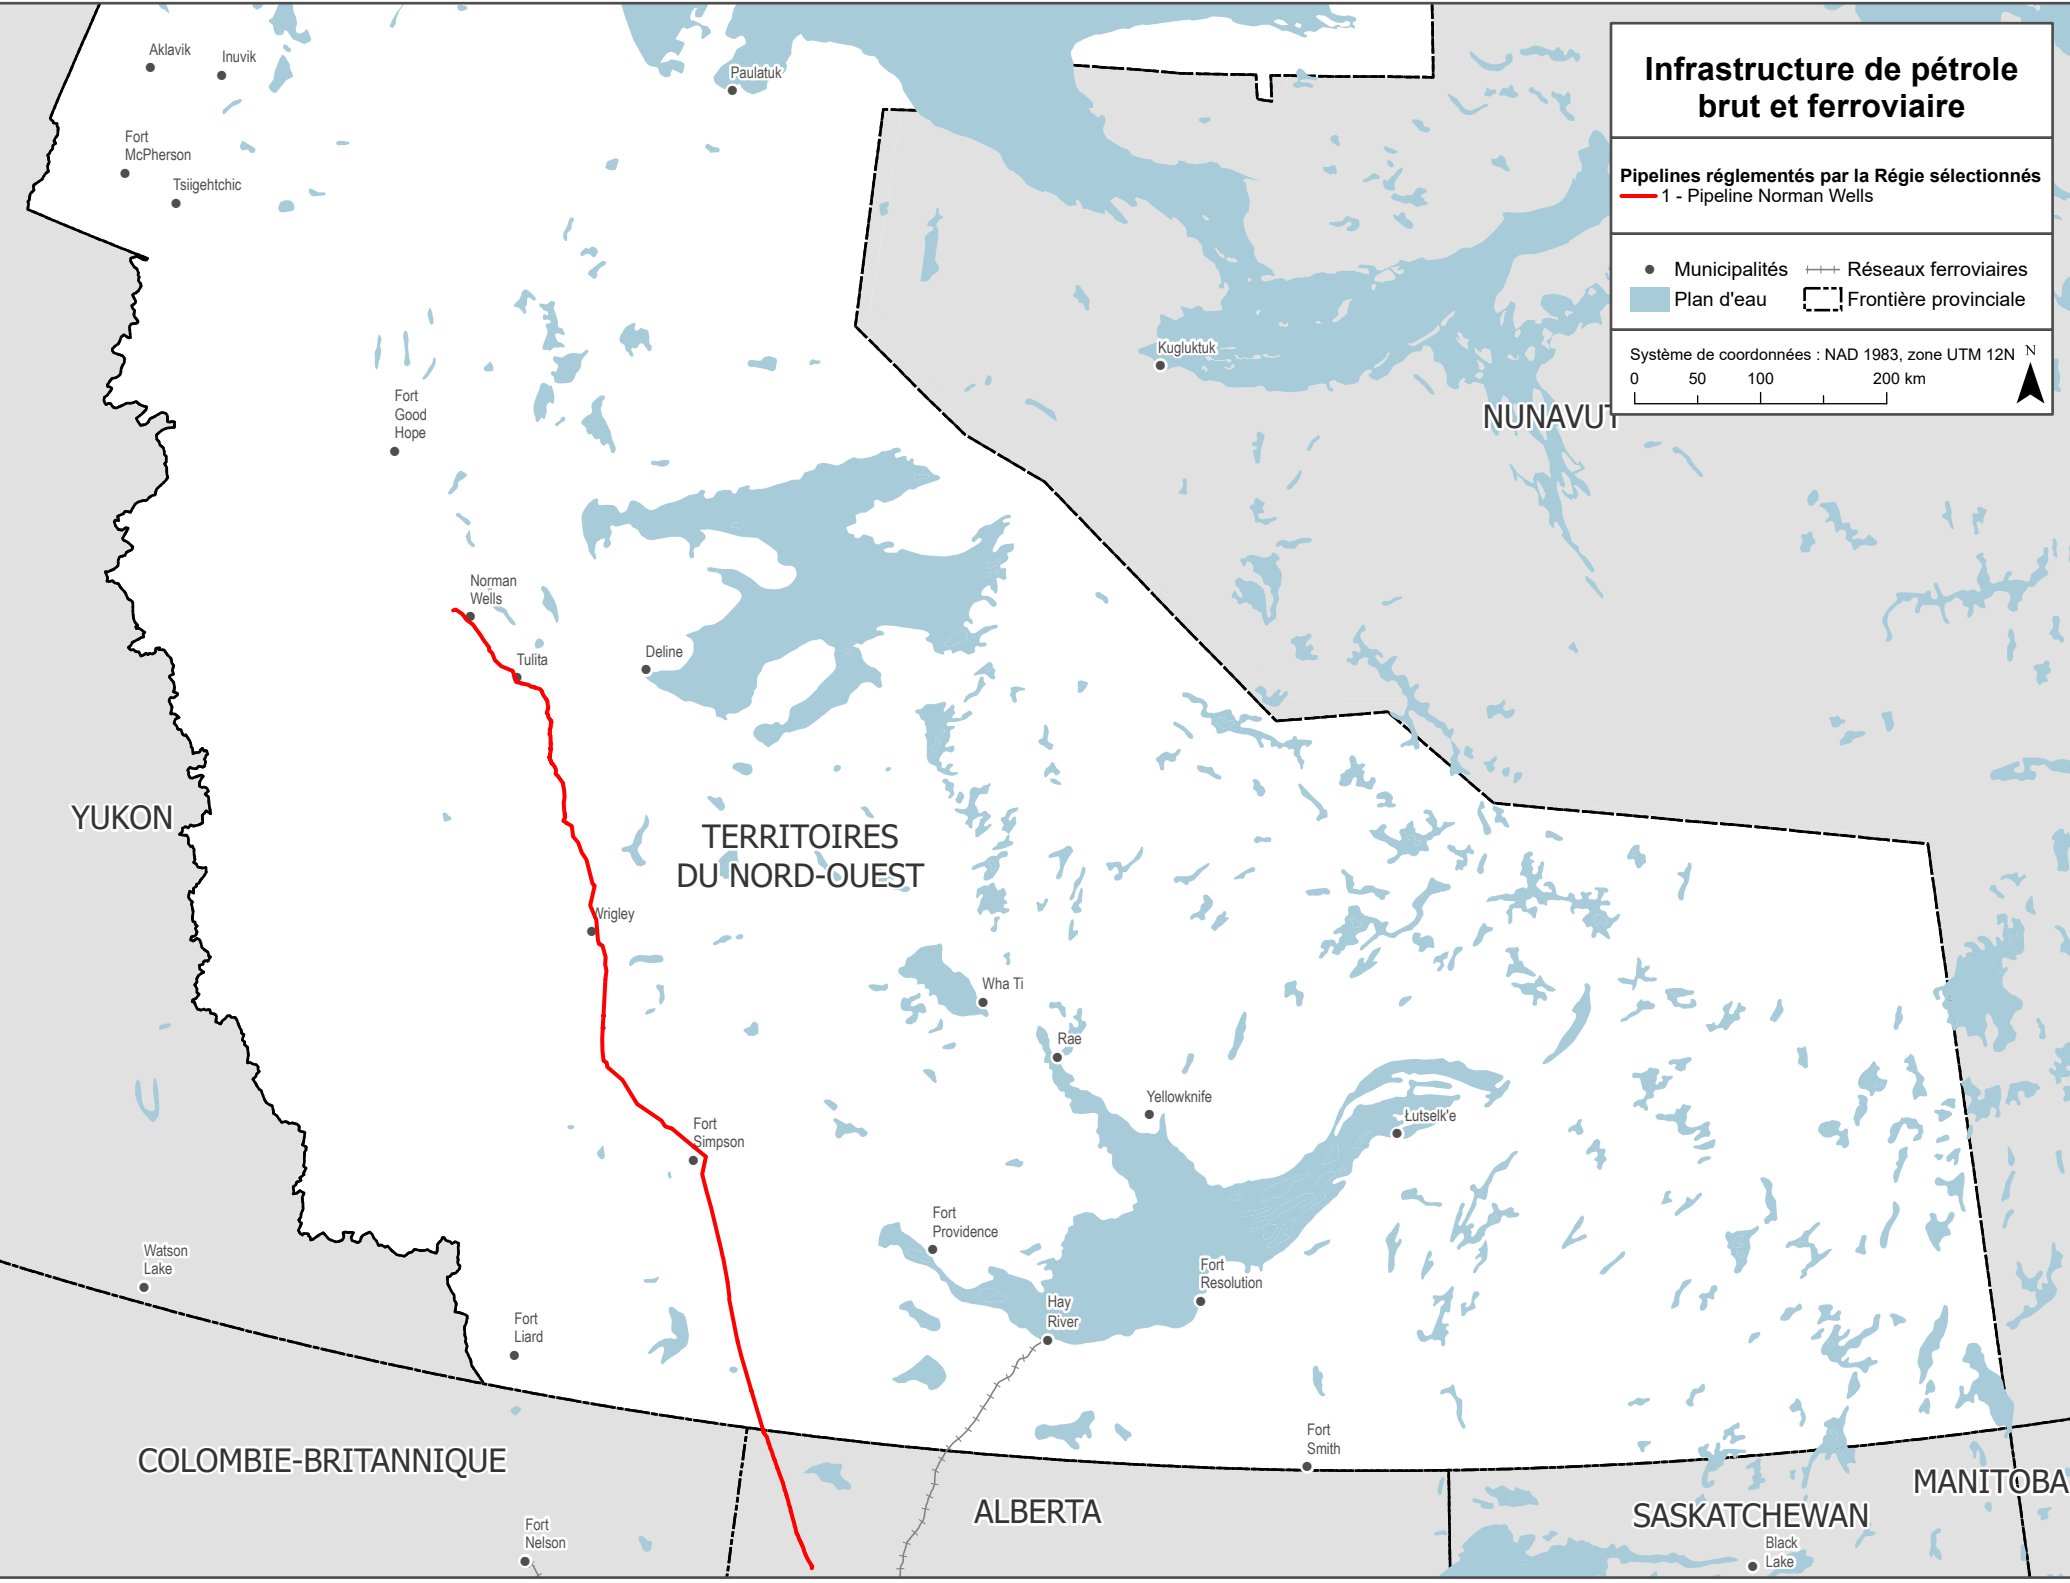 Infrastructure de pétrole
brut et ferroviaire
Pipelines réglementés par la Régie sélectionnés
1 - Pipeline Norman Wells
Municipalités
Réseaux ferroviaires
Plan d'eau
Frontière provinciale
Système de coordonnées : NAD 1983, zone UTM 12N
N
0 50 100 200 km
Aklavik
Inuvik
Paulatuk
Fort
McPherson
Tsiigehtchic
Kugluktuk
NUNAVUT
Fort
Good
Hope
Norman
Wells
Tulita
Deline
YUKON
TERRITOIRES
DU NORD-OUEST
Wrigley
Wha Ti
Rae
Yellowknife
Łutselk'e
Fort
Simpson
Fort
Providence
Watson
Lake
Fort
Resolution
Hay
River
Fort
Liard
Fort
Smith
COLOMBIE-BRITANNIQUE
ALBERTA
SASKATCHEWAN
MANITOBA
Fort
Nelson
Black
Lake